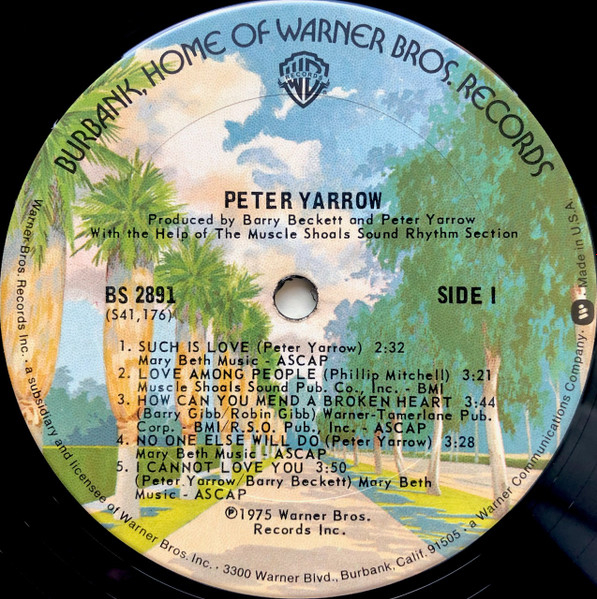 BURBANK, HOME OF WARNER BROS. RECORDS
WB
RECORDS
PETER YARROW
Produced by Barry Beckett and Peter Yarrow
With the Help of The Muscle Shoals Sound Rhythm Section
BS 2891
(S41,176)
SIDE 1
1. SUCH IS LOVE (Peter Yarrow) 2:32
Mary Beth Music - ASCAP
2. LOVE AMONG PEOPLE (Phillip Mitchell) 3:21
Muscle Shoals Sound Pub. Co., Inc. - BMI
3. HOW CAN YOU MEND A BROKEN HEART 3:44
(Barry Gibb/Robin Gibb) Warner-Tamerlane Pub.
Corp. - BMI/R.S.O. Pub., Inc. - ASCAP
4. NO ONE ELSE WILL DO (Peter Yarrow) 3:28
Mary Beth Music - ASCAP
5. I CANNOT LOVE YOU 3:50
(Peter Yarrow/Barry Beckett) Mary Beth
Music - ASCAP
℗1975 Warner Bros.
Records Inc.
Warner Bros. Records Inc. • a subsidiary and licensee of Warner Bros. Inc. • 3300 Warner Blvd., Burbank, Calif. 91505 • a Warner Communications Company. Made in U.S.A.